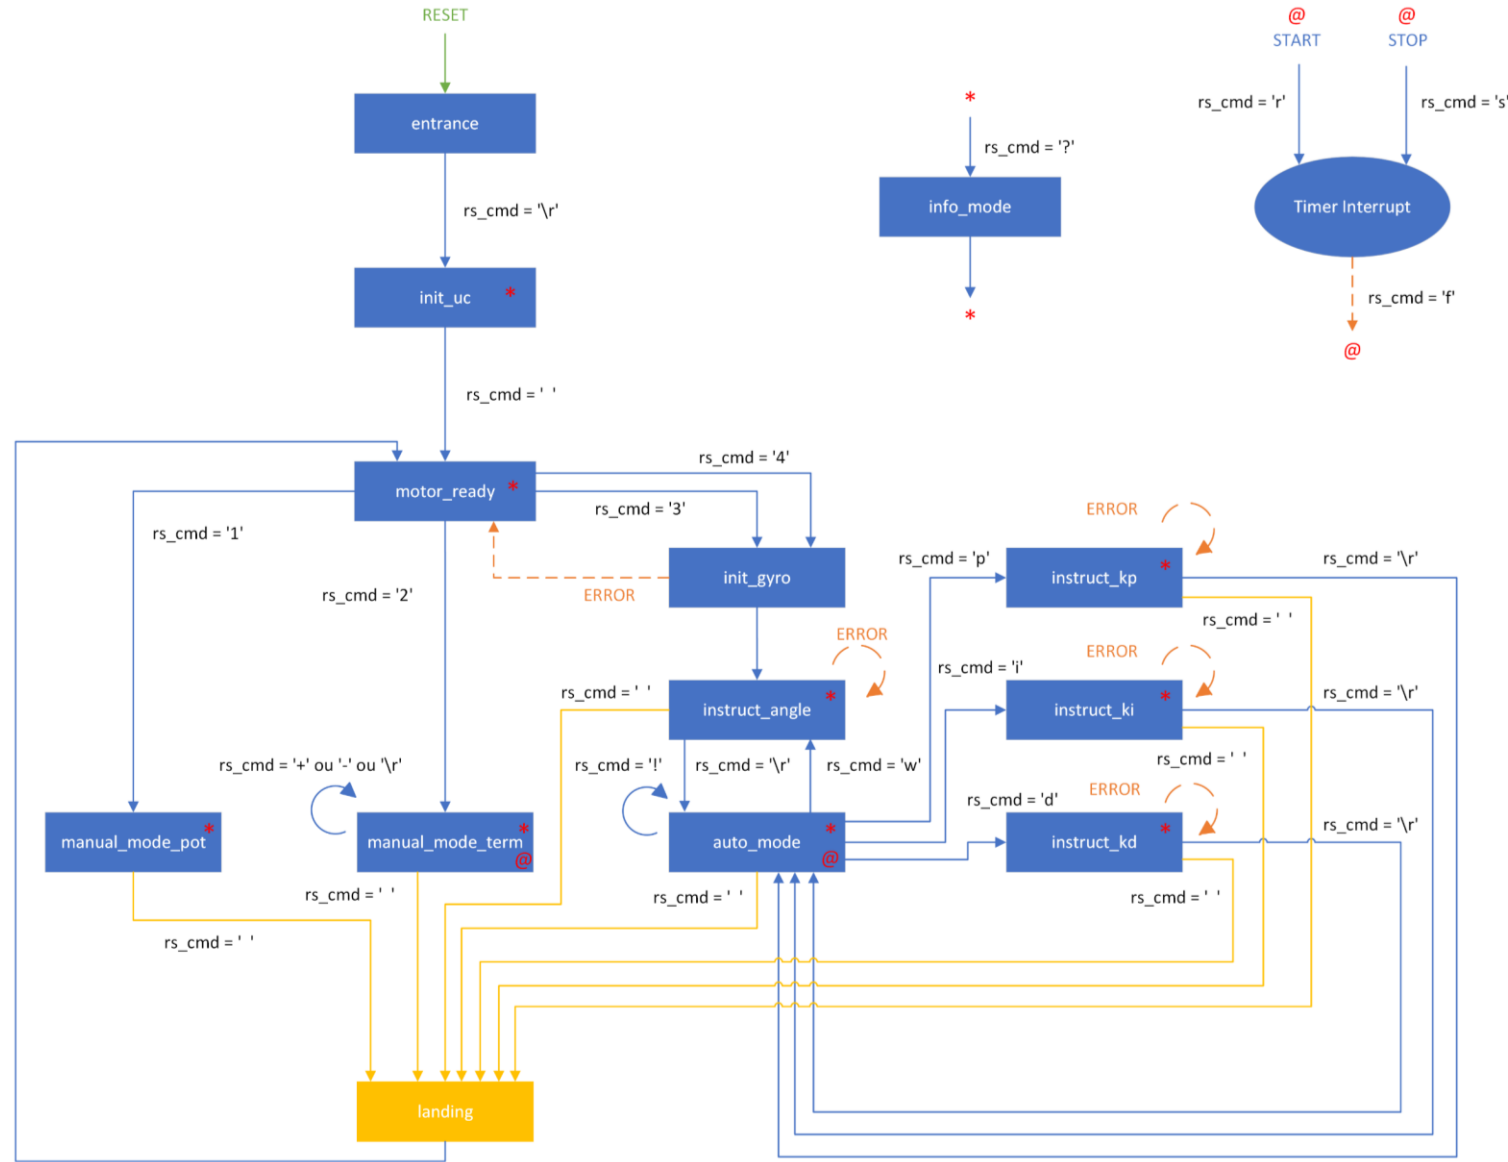 RESET
@
@
START
STOP
entrance
*
rs_cmd = 'r'
rs_cmd = 's'
rs_cmd = '?'
rs_cmd = '\r'
info_mode
Timer Interrupt
init_uc *
*
rs_cmd = 'f'
@
rs_cmd = ' '
motor_ready *
rs_cmd = '4'
rs_cmd = '3'
rs_cmd = '1'
rs_cmd = '2'
init_gyro
ERROR
rs_cmd = 'p'
ERROR
instruct_kp *
rs_cmd = '\r'
rs_cmd = ' '
ERROR
rs_cmd = ' '
instruct_angle *
rs_cmd = 'i'
ERROR
instruct_ki *
rs_cmd = '\r'
rs_cmd = ' '
rs_cmd = '+' ou '-' ou '\r'
rs_cmd = '!'
rs_cmd = '\r'
rs_cmd = 'w'
rs_cmd = 'd'
ERROR
manual_mode_pot *
manual_mode_term *
@
auto_mode *
@
instruct_kd *
rs_cmd = '\r'
rs_cmd = ' '
rs_cmd = ' '
rs_cmd = ' '
rs_cmd = ' '
landing